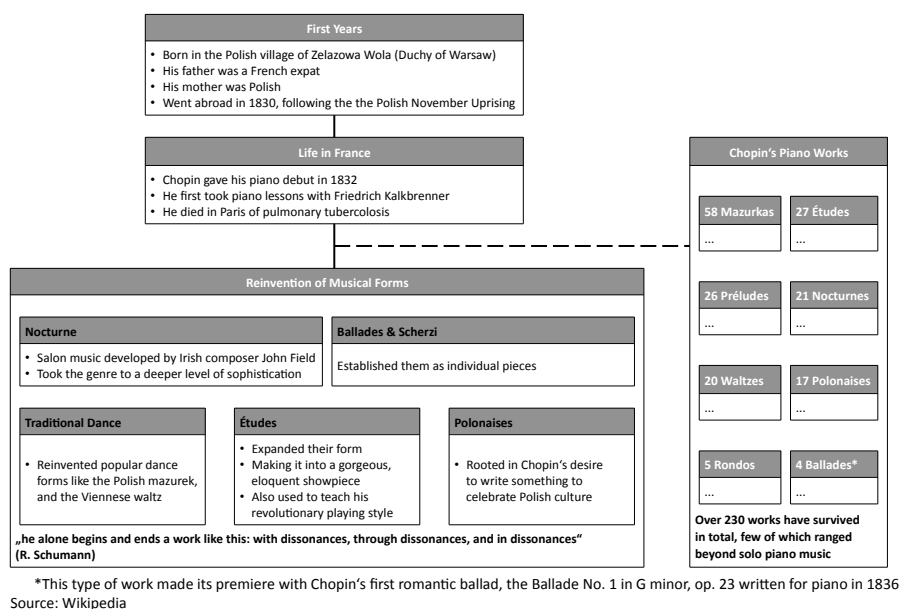 First Years
• Born in the Polish village of Zelazowa Wola (Duchy of Warsaw)
• His father was a French expat
• His mother was Polish
• Went abroad in 1830, following the the Polish November Uprising
Life in France
• Chopin gave his piano debut in 1832
• He first took piano lessons with Friedrich Kalkbrenner
• He died in Paris of pulmonary tubercolosis
Reinvention of Musical Forms
Nocturne
• Salon music developed by Irish composer John Field
• Took the genre to a deeper level of sophistication
Ballades & Scherzi
Established them as individual pieces
Traditional Dance
• Reinvented popular dance
forms like the Polish mazurek,
and the Viennese waltz
Études
• Expanded their form
• Making it into a gorgeous,
eloquent showpiece
• Also used to teach his
revolutionary playing style
Polonaises
• Rooted in Chopin‘s desire
to write something to
celebrate Polish culture
„he alone begins and ends a work like this: with dissonances, through dissonances, and in dissonances“
(R. Schumann)
Chopin‘s Piano Works
58 Mazurkas
...
27 Études
...
26 Préludes
...
21 Nocturnes
...
20 Waltzes
...
17 Polonaises
...
5 Rondos
...
4 Ballades*
...
Over 230 works have survived
in total, few of which ranged
beyond solo piano music
*This type of work made its premiere with Chopin‘s first romantic ballad, the Ballade No. 1 in G minor, op. 23 written for piano in 1836
Source: Wikipedia